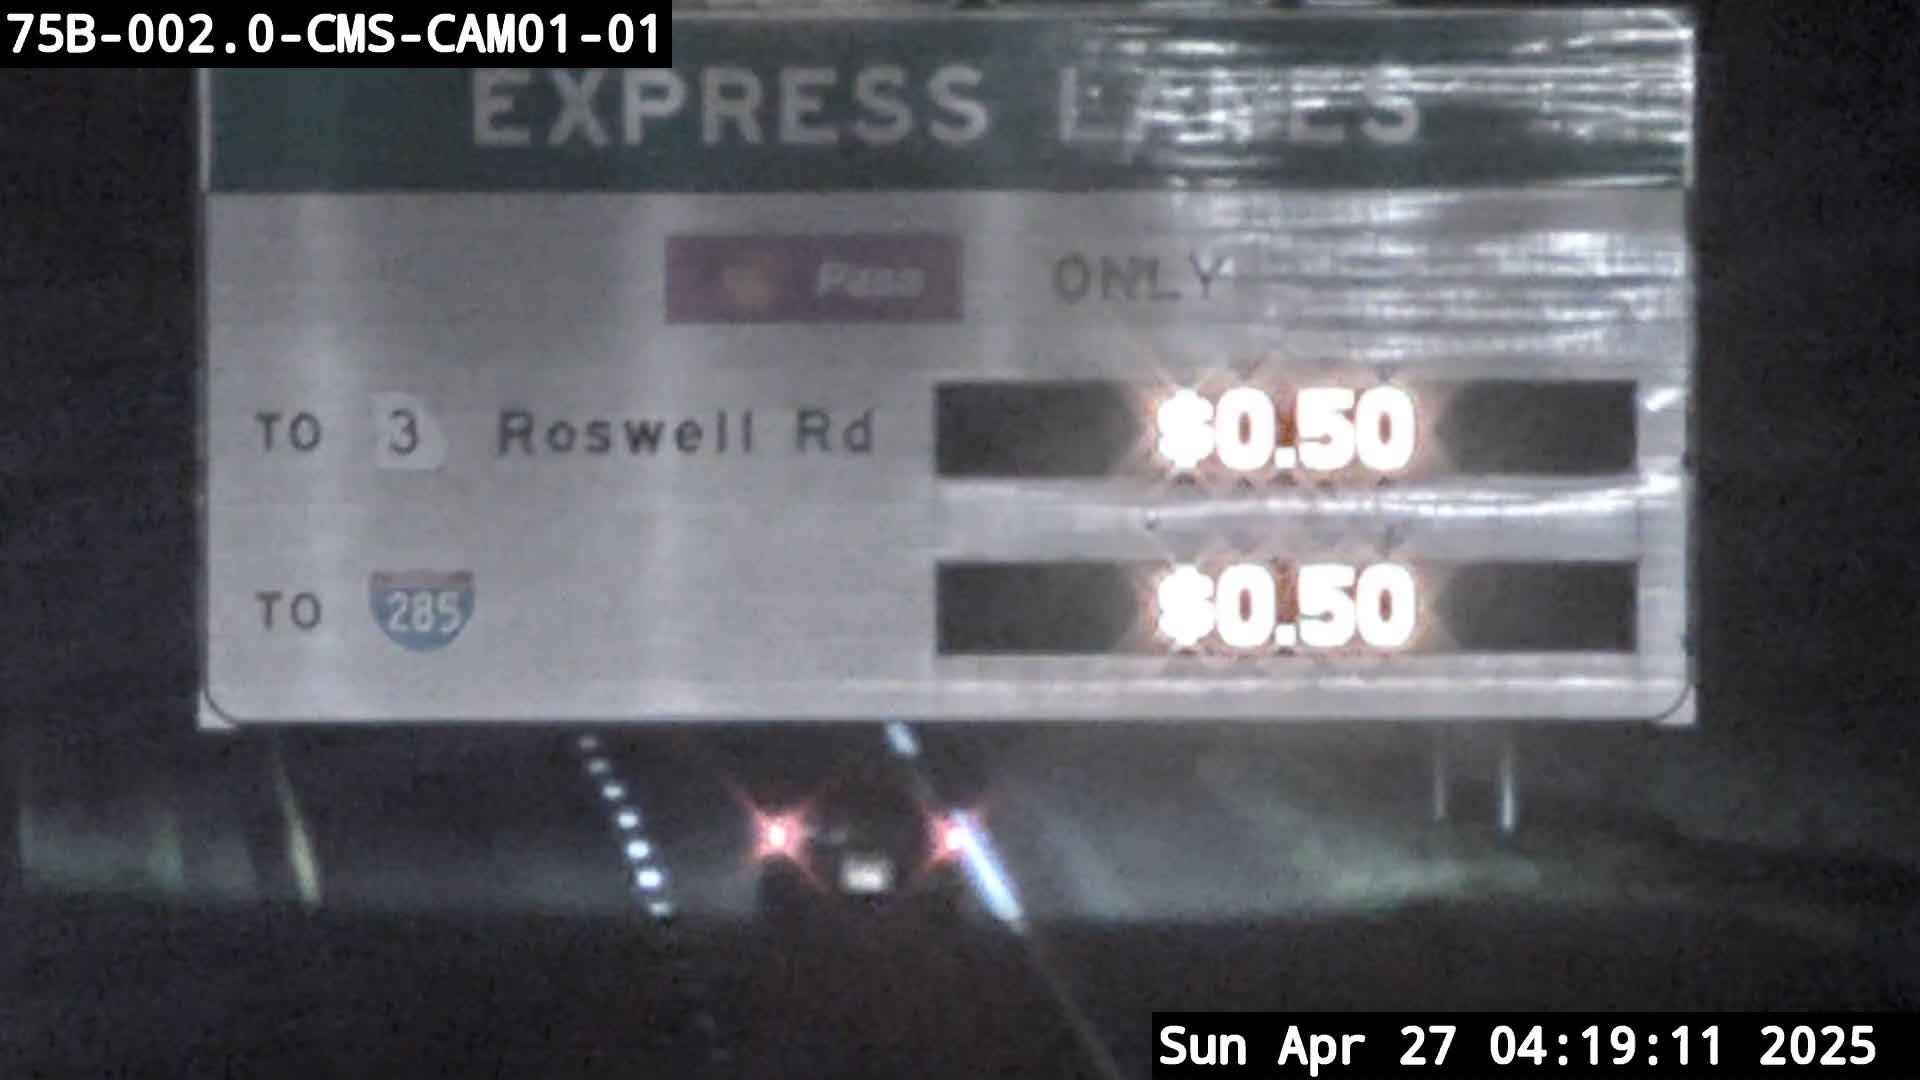 75B-002.0-CMS-CAM01-01
EXPRESS LANES
Pass ONLY
TO 3 Roswell Rd $0.50
TO 285 $0.50
Sun Apr 27 04:19:11 2025